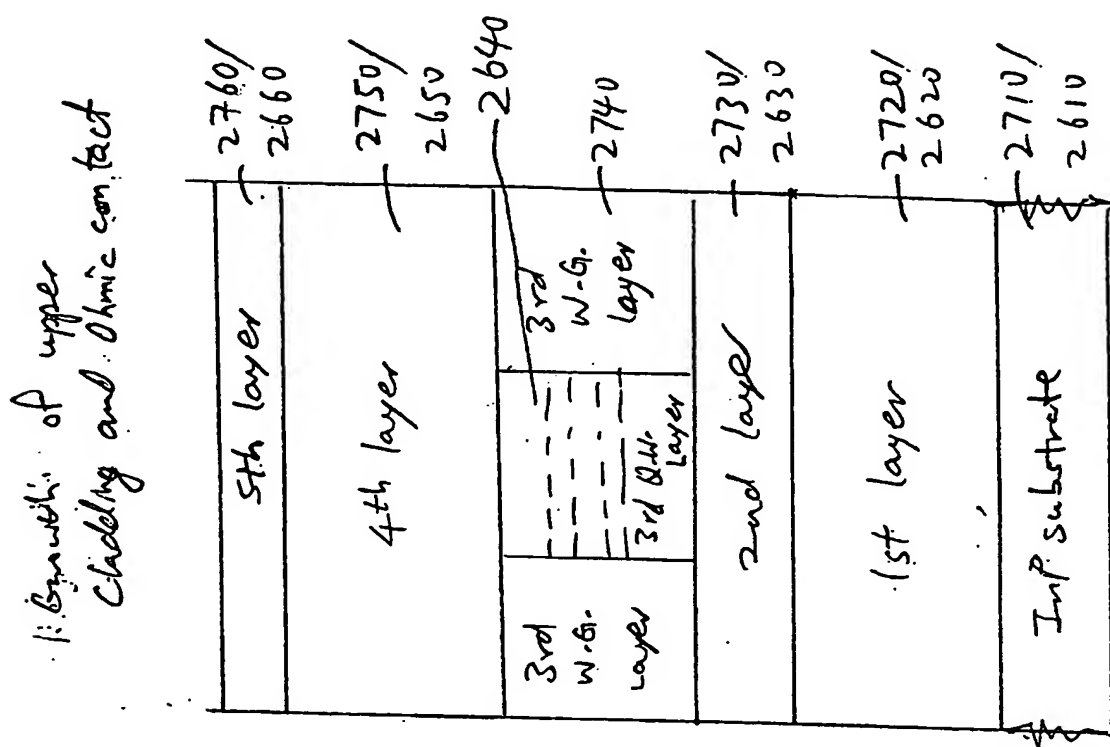 1: Growth of upper
Cladding and Ohmic contact
5th layer
2760/
2660
4th layer
2750/
2650
2640
3rd
W.G.
Layer
3rd Q.W.
Layer
3rd
W.G.
layer
2740
2nd layer
2730/
2630
1st layer
2720/
2620
InP substrate
2710/
2610